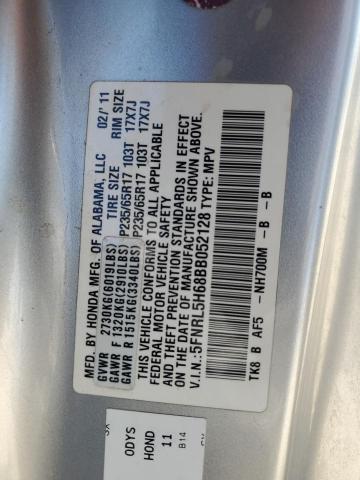 MFD. BY HONDA MFG. OF ALABAMA, LLC 02/'11
TIRE SIZE RIM SIZE
GVWR 2730KG(6019LBS)
GAWR F 1320KG(2910LBS) P235/65R17 103T 17X7J
GAWR R 1515KG(3340LBS) P235/65R17 103T 17X7J
THIS VEHICLE CONFORMS TO ALL APPLICABLE
FEDERAL MOTOR VEHICLE SAFETY
AND THEFT PREVENTION STANDARDS IN EFFECT
ON THE DATE OF MANUFACTURE SHOWN ABOVE.
V.I.N.:5FNRL5H68BB052128 TYPE: MPV
TK8 B AF5 -NH700M -B -B
ODYS
HOND
11
B14